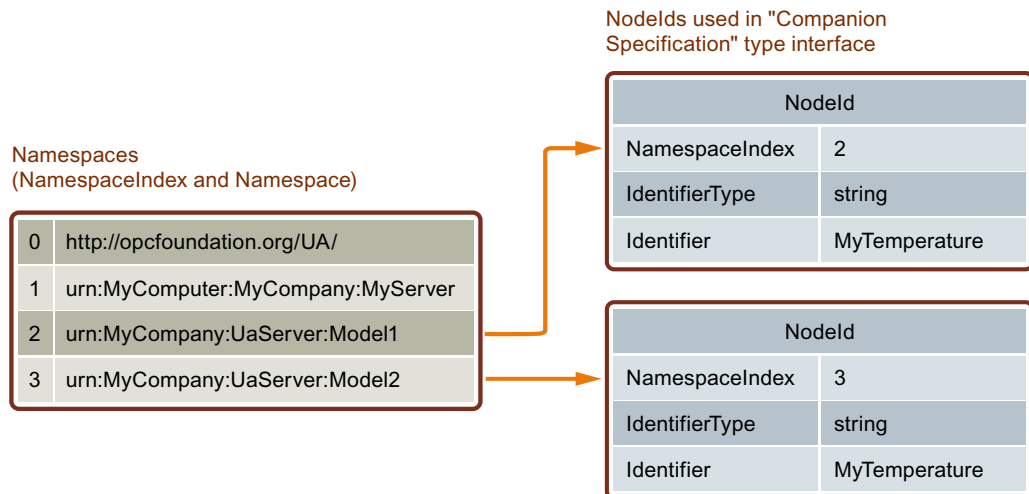 NodeIds used in "Companion
Specification" type interface
NodeId
NamespaceIndex 2
IdentifierType string
Identifier MyTemperature
Namespaces
(NamespaceIndex and Namespace)
0 http://opcfoundation.org/UA/
1 urn:MyComputer:MyCompany:MyServer
2 urn:MyCompany:UaServer:Model1
3 urn:MyCompany:UaServer:Model2
NodeId
NamespaceIndex 3
IdentifierType string
Identifier MyTemperature